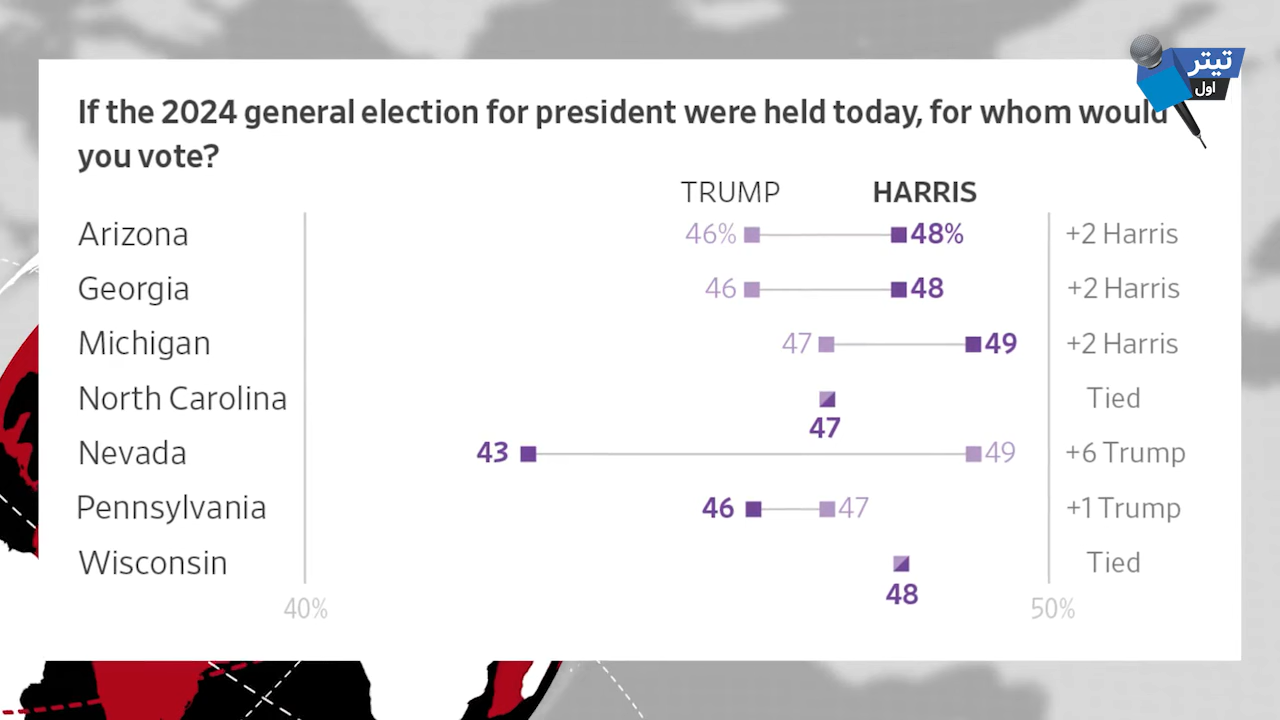 تیتر
اول
If the 2024 general election for president were held today, for whom would
you vote?
TRUMP HARRIS
Arizona 46% 48% +2 Harris
Georgia 46 48 +2 Harris
Michigan 47 49 +2 Harris
North Carolina 47 Tied
Nevada 43 49 +6 Trump
Pennsylvania 46 47 +1 Trump
Wisconsin 48 Tied
40% 50%